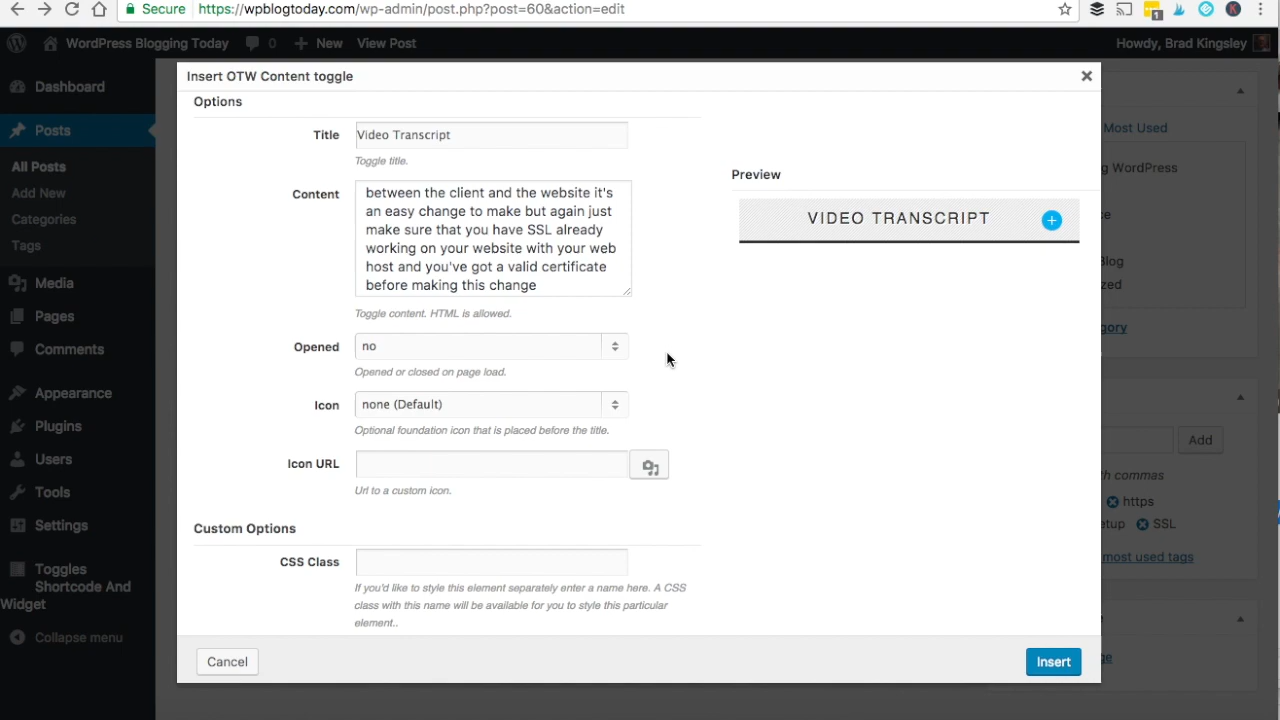 Secure
https://wpblogtoday.com/wp-admin/post.php?post=60&action=edit
1
K
WordPress Blogging Today
0
New
View Post
Howdy, Brad Kingsley
Dashboard
Posts
All Posts
Add New
Categories
Tags
Media
Pages
Comments
Appearance
Plugins
Users
Tools
Settings
Toggles
Shortcode And
Widget
Collapse menu
Insert OTW Content toggle
Options
Title
Video Transcript
Toggle title.
Content
between the client and the website it's
an easy change to make but again just
make sure that you have SSL already
working on your website with your web
host and you've got a valid certificate
before making this change
Toggle content. HTML is allowed.
Opened
no
Opened or closed on page load.
Icon
none (Default)
Optional foundation icon that is placed before the title.
Icon URL
Url to a custom icon.
Custom Options
CSS Class
If you'd like to style this element separately enter a name here. A CSS
class with this name will be available for you to style this particular
element..
Cancel
Insert
Preview
VIDEO TRANSCRIPT
Most Used
g WordPress
ce
Blog
zed
gory
Add
th commas
https
etup
SSL
most used tags
ge